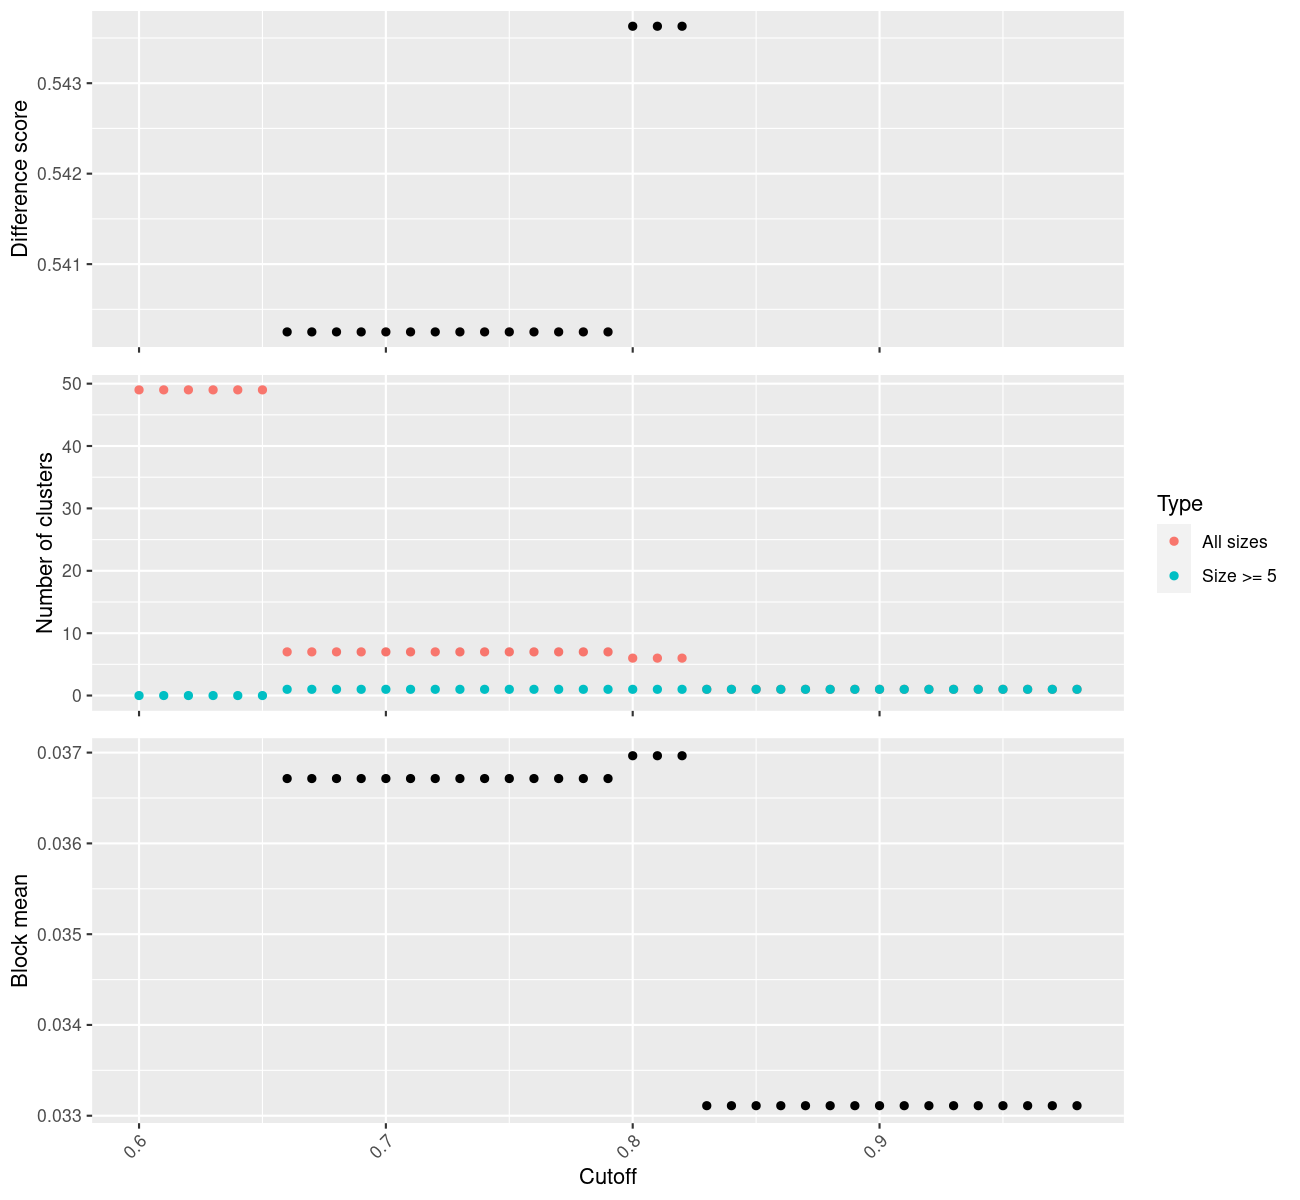 Difference score
0.543
0.542
0.541
Number of clusters
50
40
30
20
10
0
Type
All sizes
Size >= 5
Block mean
0.037
0.036
0.035
0.034
0.033
0.6
0.7
0.8
0.9
Cutoff